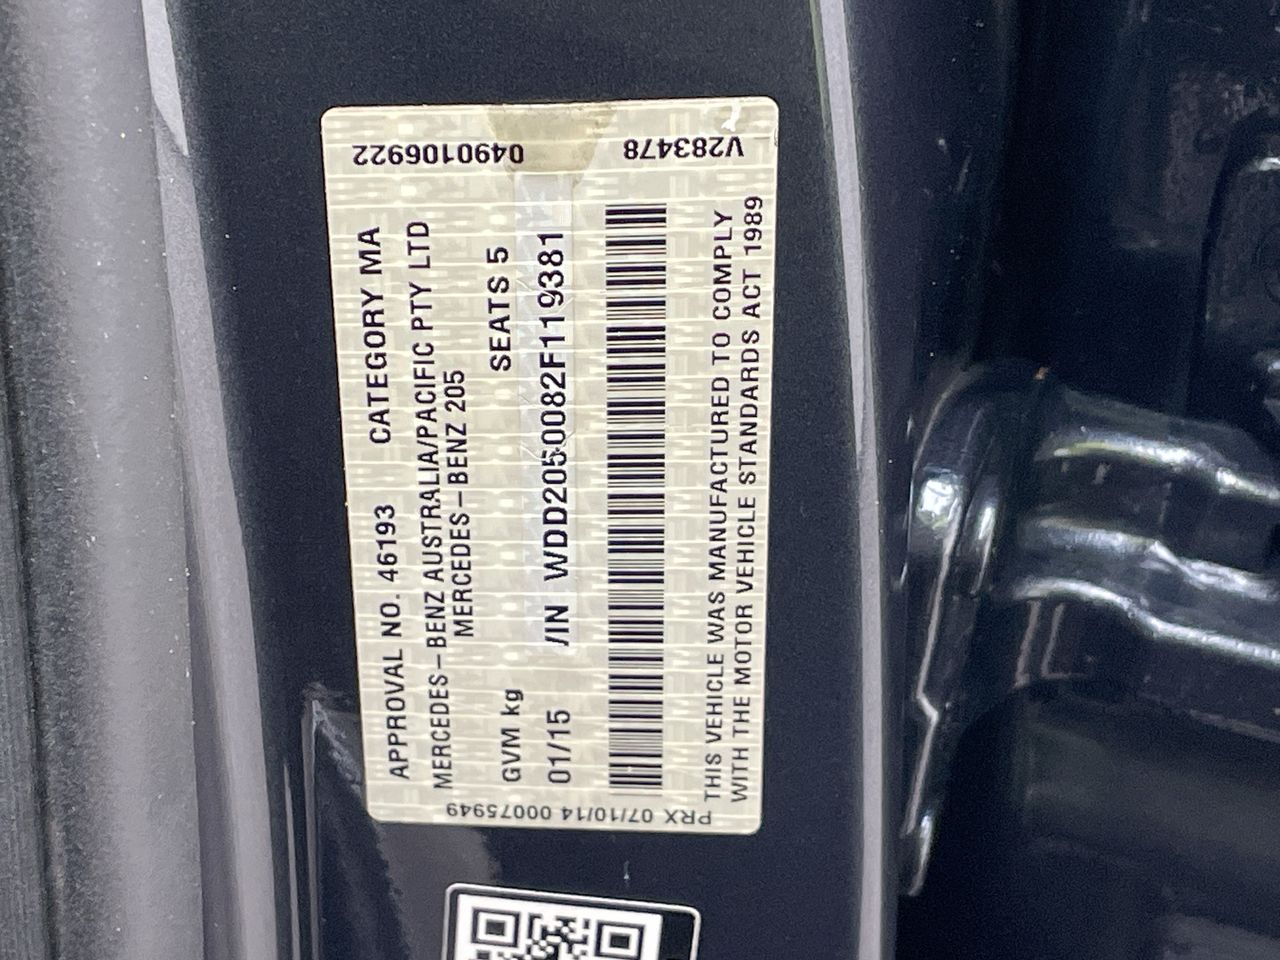 APPROVAL NO. 46193 CATEGORY MA
MERCEDES-BENZ AUSTRALIA/PACIFIC PTY LTD
MERCEDES-BENZ 205
GVM kg SEATS 5
01/15 VIN WDD2050082F119381
THIS VEHICLE WAS MANUFACTURED TO COMPLY
WITH THE MOTOR VEHICLE STANDARDS ACT 1989
0490106922 V283478
PRX 07/10/14 00075949